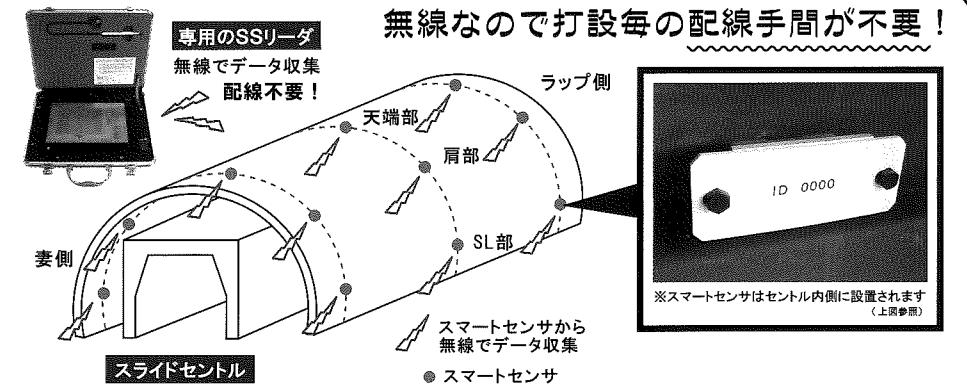 無線なので打設毎の配線手間が不要！
専用のSSリーダ
無線でデータ収集
配線不要！
ラップ側
天端部
肩部
SL部
妻側
スライドセントル
スマートセンサから
無線でデータ収集
スマートセンサ
ID 0000
※スマートセンサはセントル内側に設置されます
（上図参照）